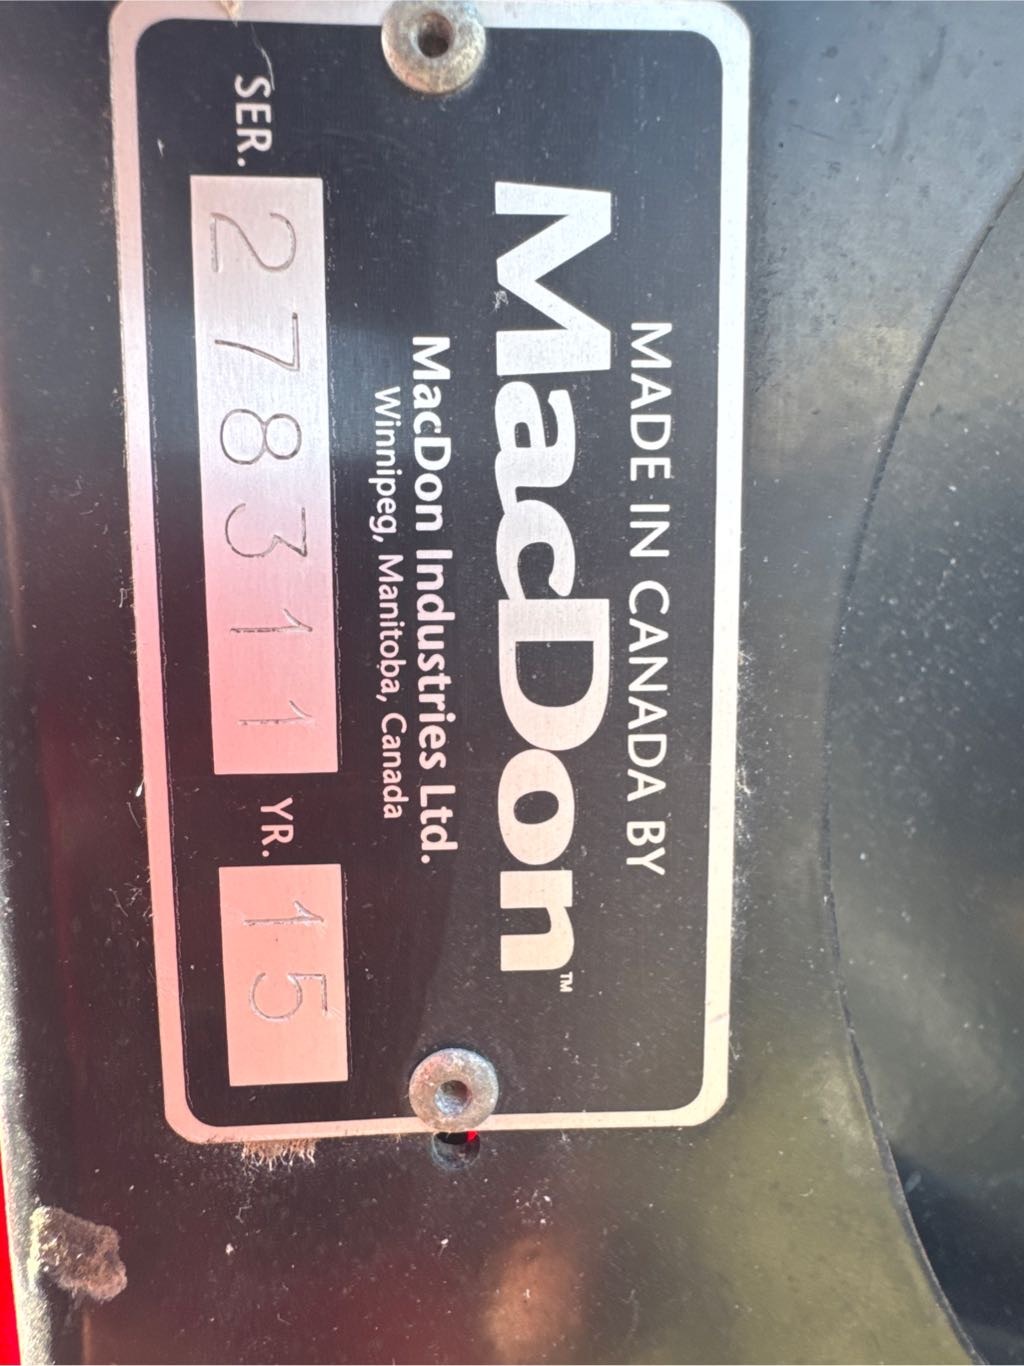 MADE IN CANADA BY
MacDon™
MacDon Industries Ltd.
Winnipeg, Manitoba, Canada
SER. 278311 YR. 15